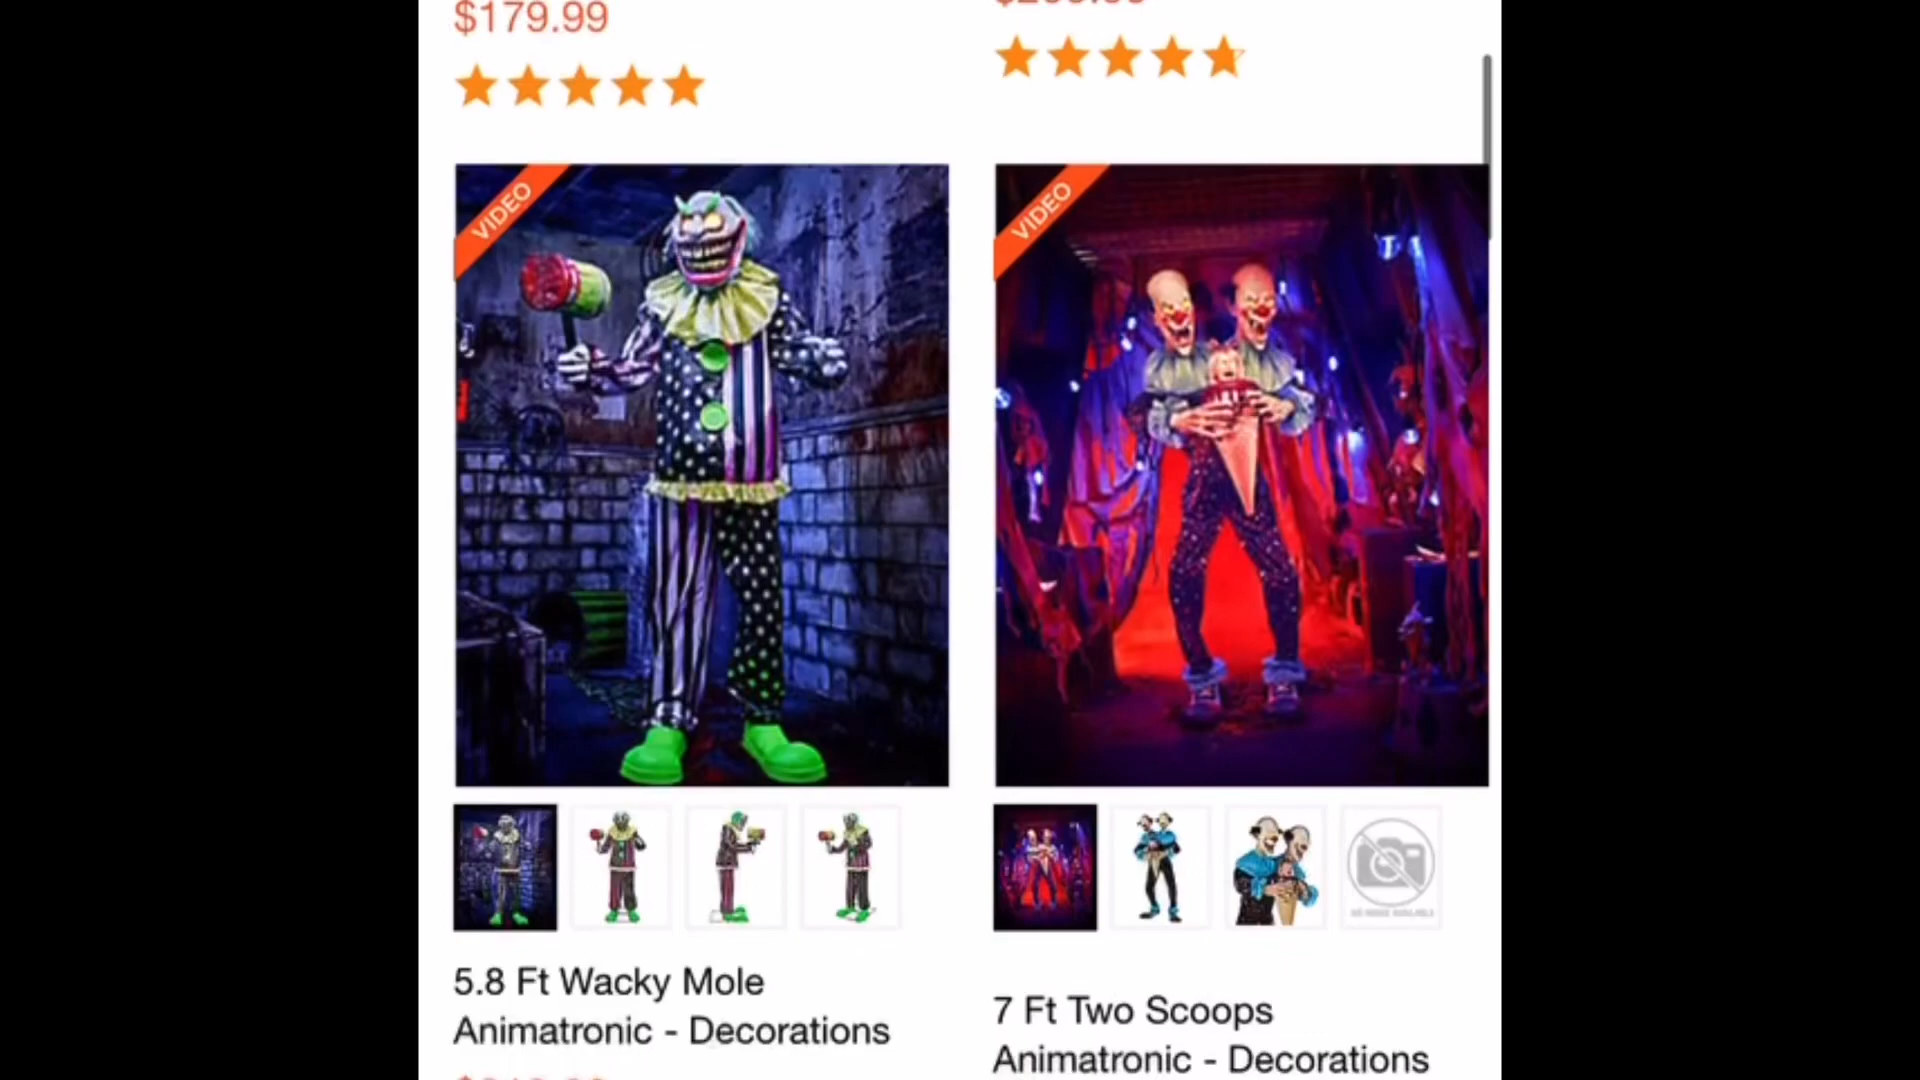 $179.99
VIDEO
VIDEO
5.8 Ft Wacky Mole
Animatronic - Decorations
7 Ft Two Scoops
Animatronic - Decorations